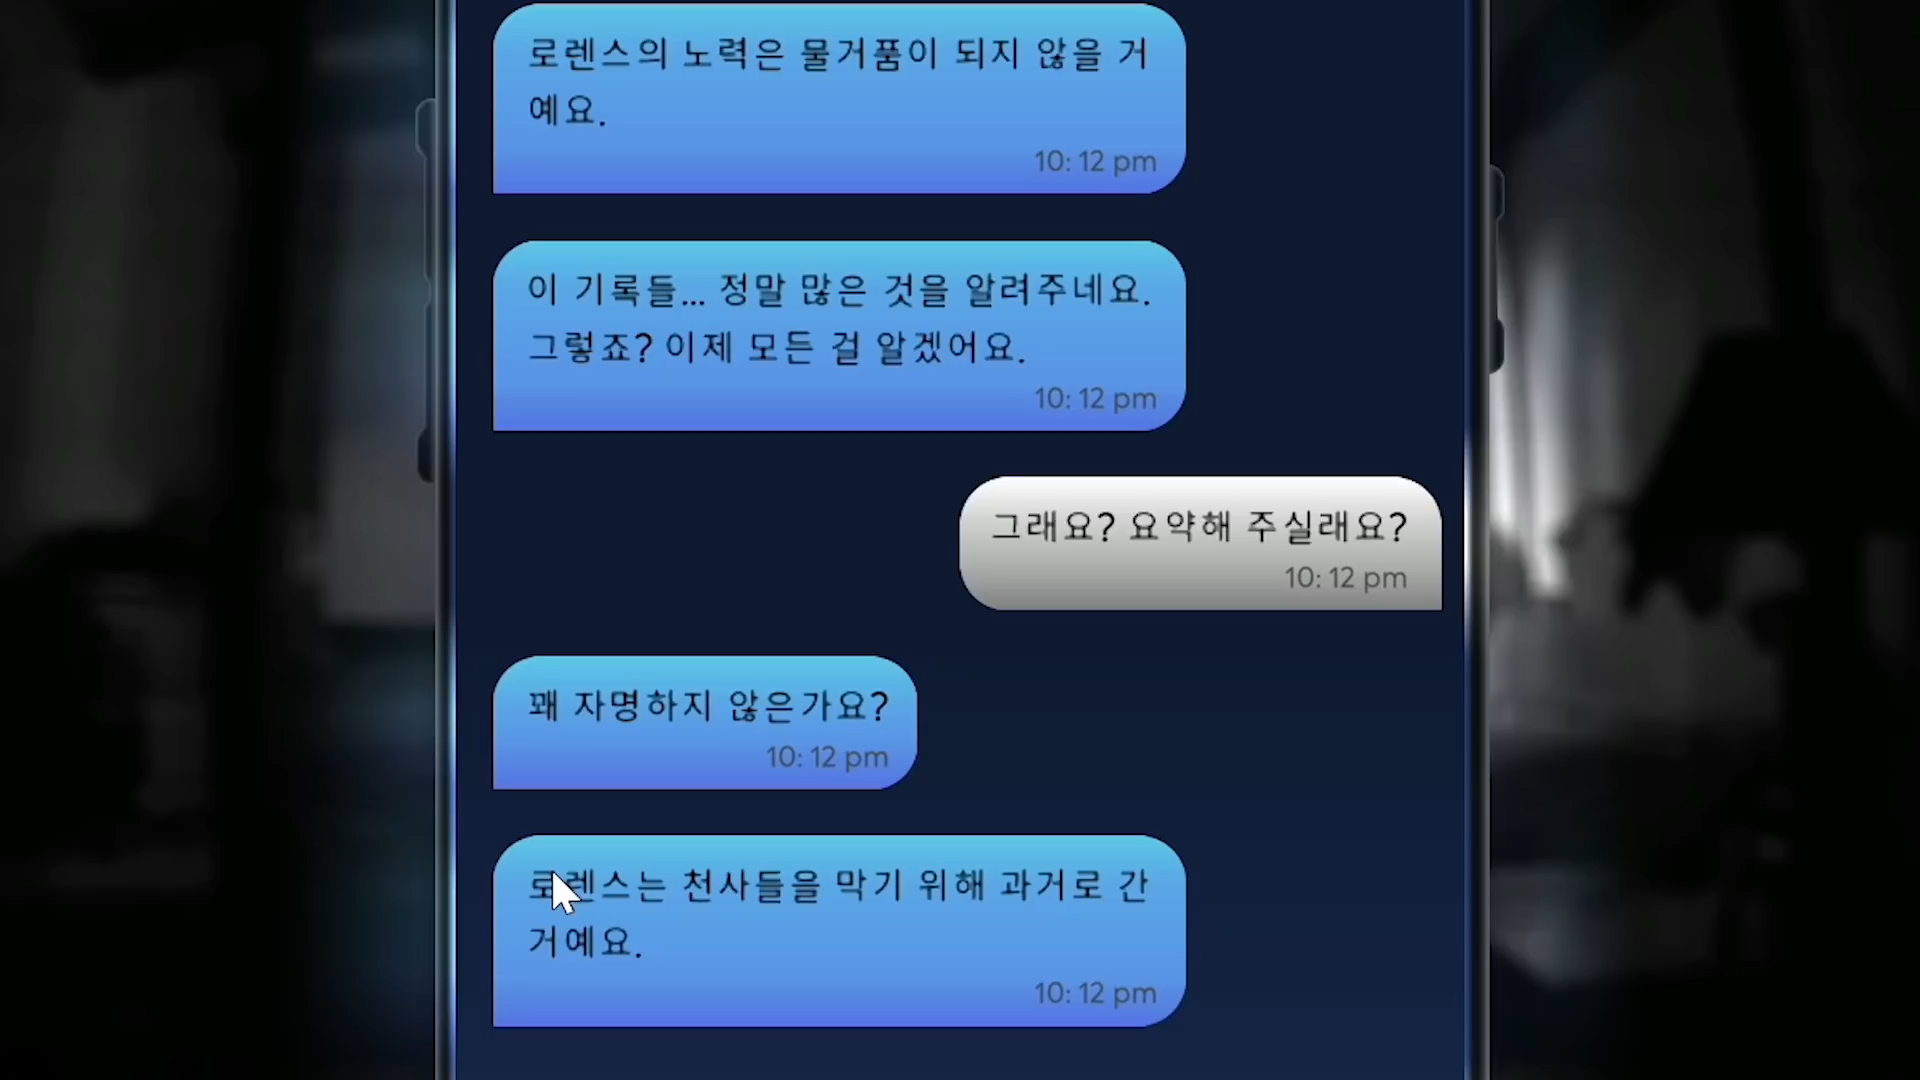 로렌스의 노력은 물거품이 되지 않을 거
예요.
10: 12 pm
이 기록들... 정말 많은 것을 알려주네요.
그렇죠? 이제 모든 걸 알겠어요.
10: 12 pm
그래요? 요약해 주실래요?
10: 12 pm
꽤 자명하지 않은가요?
10: 12 pm
로렌스는 천사들을 막기 위해 과거로 간
거예요.
10: 12 pm